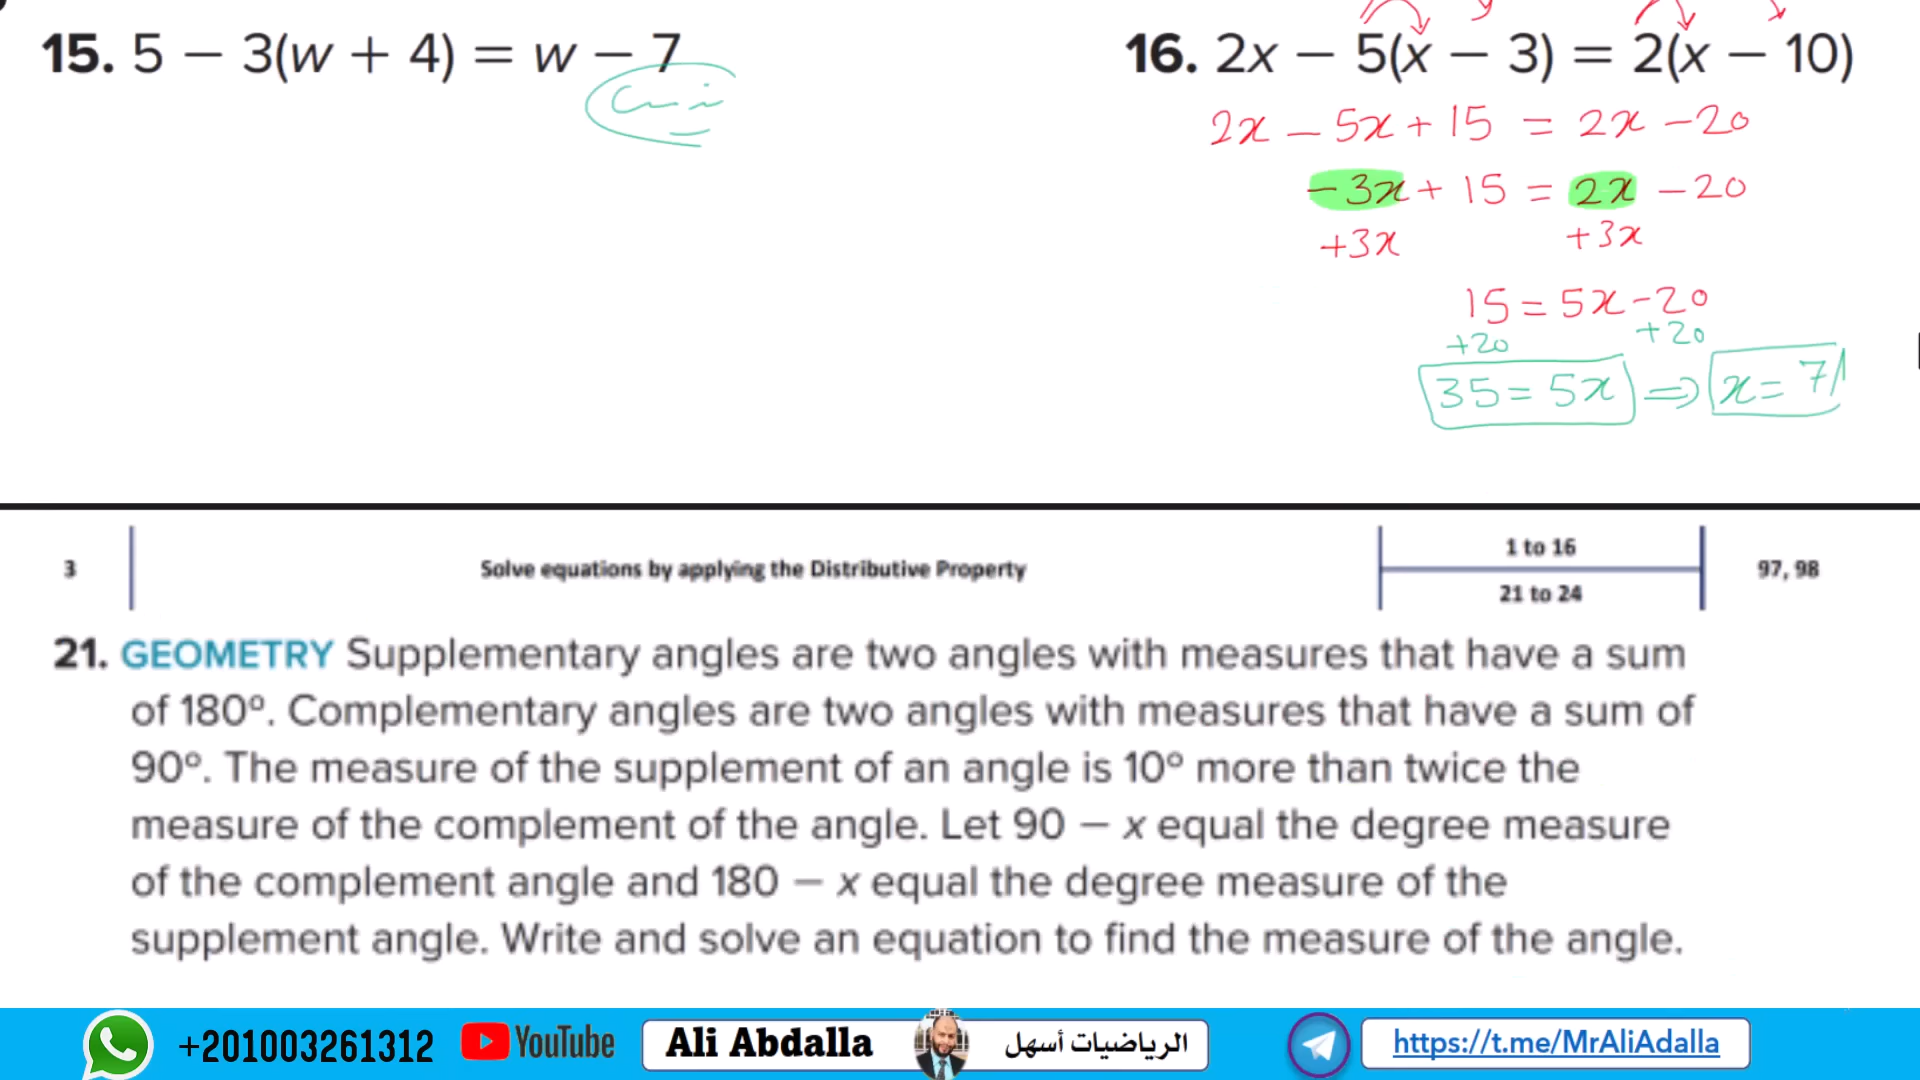 15. 5 − 3(w + 4) = w − 7
16. 2x − 5(x − 3) = 2(x − 10)
2x − 5x + 15 = 2x − 20
−3x + 15 = 2x − 20
+3x +3x
15 = 5x − 20
+20 +20
35 = 5x ⇒ x = 7
3 Solve equations by applying the Distributive Property 1 to 16 97, 98
21 to 24
21. GEOMETRY Supplementary angles are two angles with measures that have a sum
of 180°. Complementary angles are two angles with measures that have a sum of
90°. The measure of the supplement of an angle is 10° more than twice the
measure of the complement of the angle. Let 90 − x equal the degree measure
of the complement angle and 180 − x equal the degree measure of the
supplement angle. Write and solve an equation to find the measure of the angle.
+201003261312 YouTube Ali Abdalla الرياضيات أسهل https://t.me/MrAliAdalla